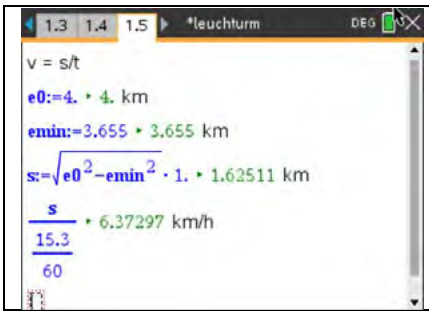 1.3 1.4 1.5 *leuchturm DEG
v = s/t
e0:=4. ▸ 4. km
emin:=3.655 ▸ 3.655 km
s:=√(e0²−emin²) · 1. ▸ 1.62511 km
s
15.3
60
▸ 6.37297 km/h